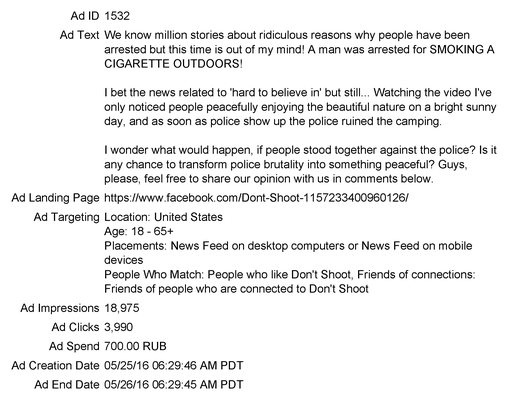 Ad ID 1532
Ad Text We know million stories about ridiculous reasons why people have been
arrested but this time is out of my mind! A man was arrested for SMOKING A
CIGARETTE OUTDOORS!
I bet the news related to 'hard to believe in' but still... Watching the video I've
only noticed people peacefully enjoying the beautiful nature on a bright sunny
day, and as soon as police show up the police ruined the camping.
I wonder what would happen, if people stood together against the police? Is it
any chance to transform police brutality into something peaceful? Guys,
please, feel free to share our opinion with us in comments below.
Ad Landing Page https://www.facebook.com/Dont-Shoot-1157233400960126/
Ad Targeting Location: United States
Age: 18 - 65+
Placements: News Feed on desktop computers or News Feed on mobile
devices
People Who Match: People who like Don't Shoot, Friends of connections:
Friends of people who are connected to Don't Shoot
Ad Impressions 18,975
Ad Clicks 3,990
Ad Spend 700.00 RUB
Ad Creation Date 05/25/16 06:29:46 AM PDT
Ad End Date 05/26/16 06:29:45 AM PDT